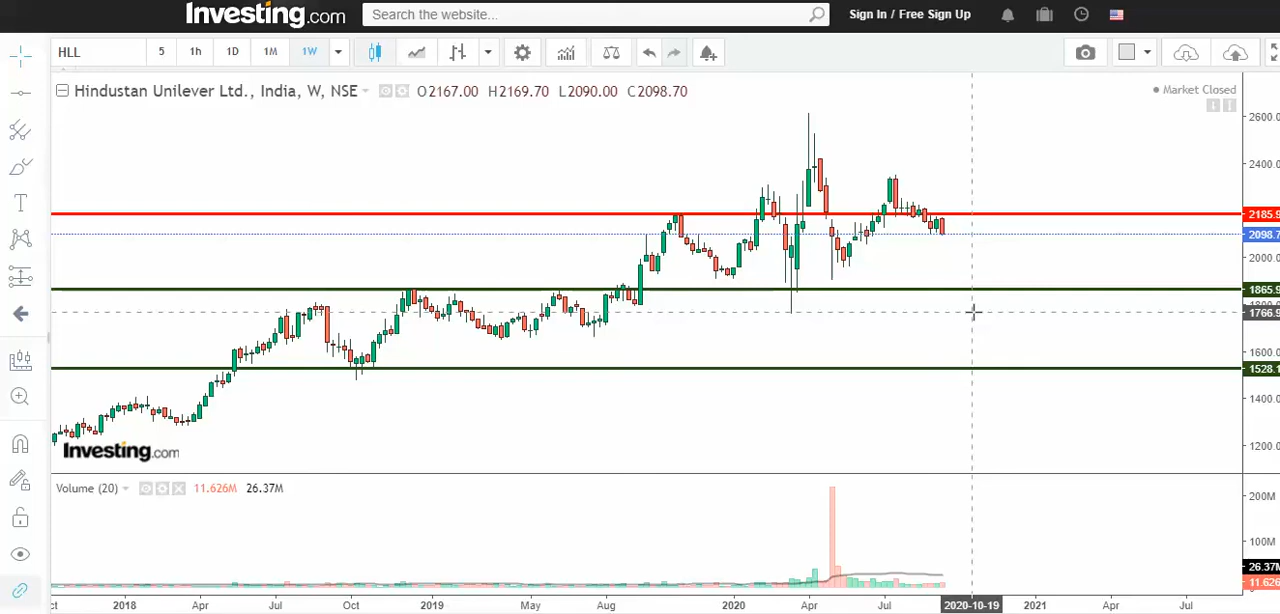 Investing.com Search the website... Sign In / Free Sign Up
HLL 5 1h 1D 1M 1W
Hindustan Unilever Ltd., India, W, NSE O2167.00 H2169.70 L2090.00 C2098.70
Market Closed
2600.0
2400.0
2185.9
2098.7
2000.0
1865.9
1766.9
1600.0
1528.1
1400.0
1200.0
Investing.com
Volume (20) 11.626M 26.37M
200M
100M
26.37M
11.626
2018 Apr Jul Oct 2019 May Aug 2020 Apr Jul 2020-10-19 2021 Apr Jul